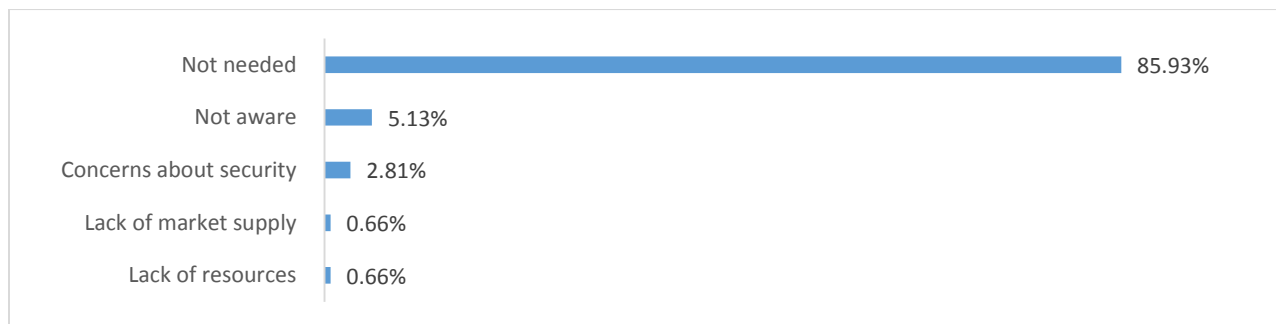 Not needed 85.93%
Not aware 5.13%
Concerns about security 2.81%
Lack of market supply 0.66%
Lack of resources 0.66%